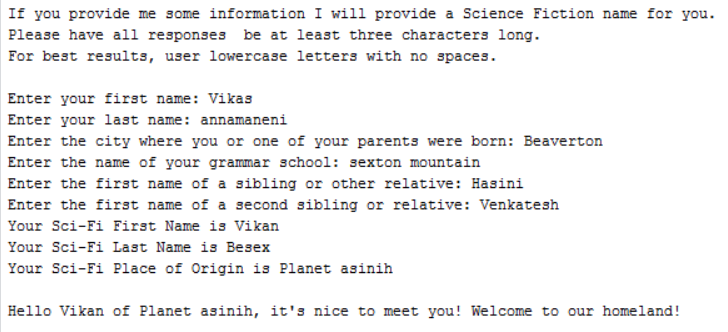 If you provide me some information I will provide a Science Fiction name for you.
Please have all responses  be at least three characters long.
For best results, user lowercase letters with no spaces.

Enter your first name: Vikas
Enter your last name: annamaneni
Enter the city where you or one of your parents were born: Beaverton
Enter the name of your grammar school: sexton mountain
Enter the first name of a sibling or other relative: Hasini
Enter the first name of a second sibling or relative: Venkatesh
Your Sci-Fi First Name is Vikan
Your Sci-Fi Last Name is Besex
Your Sci-Fi Place of Origin is Planet asinih

Hello Vikan of Planet asinih, it's nice to meet you! Welcome to our homeland!